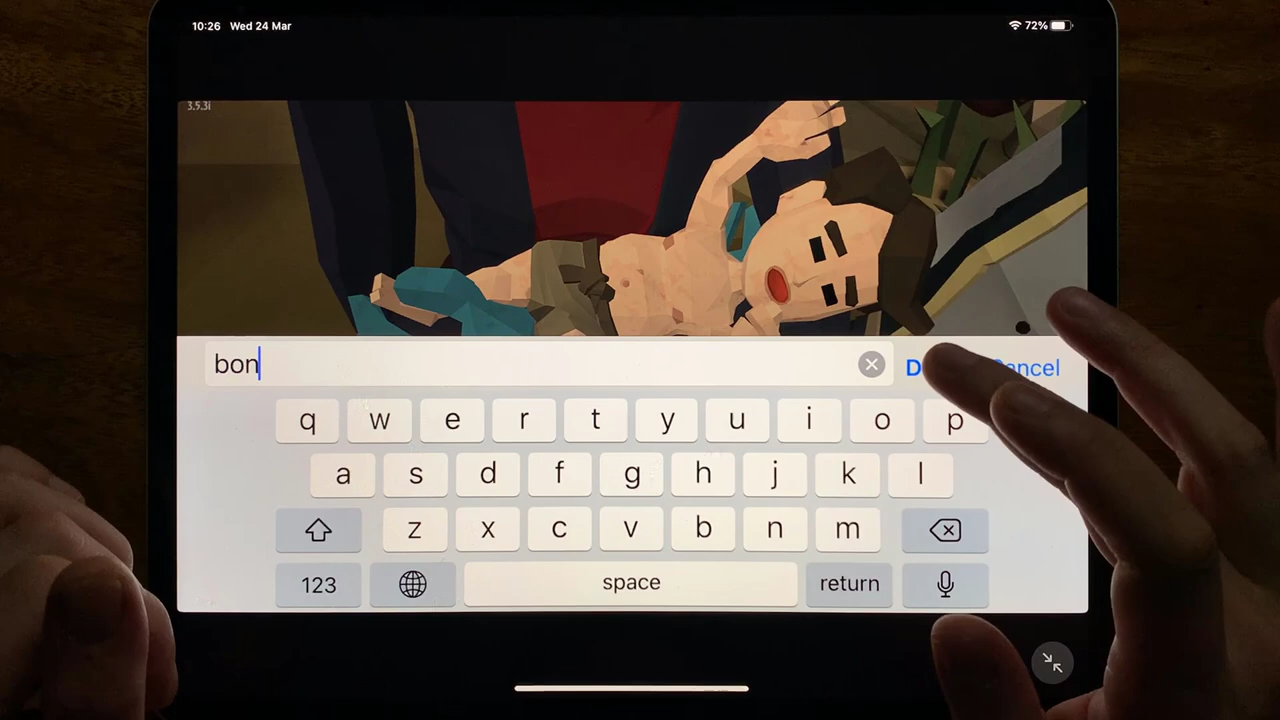 10:26 Wed 24 Mar 72%
3.5.3i
bon
q w e r t y u i o p
a s d f g h j k l
z x c v b n m
123 space return